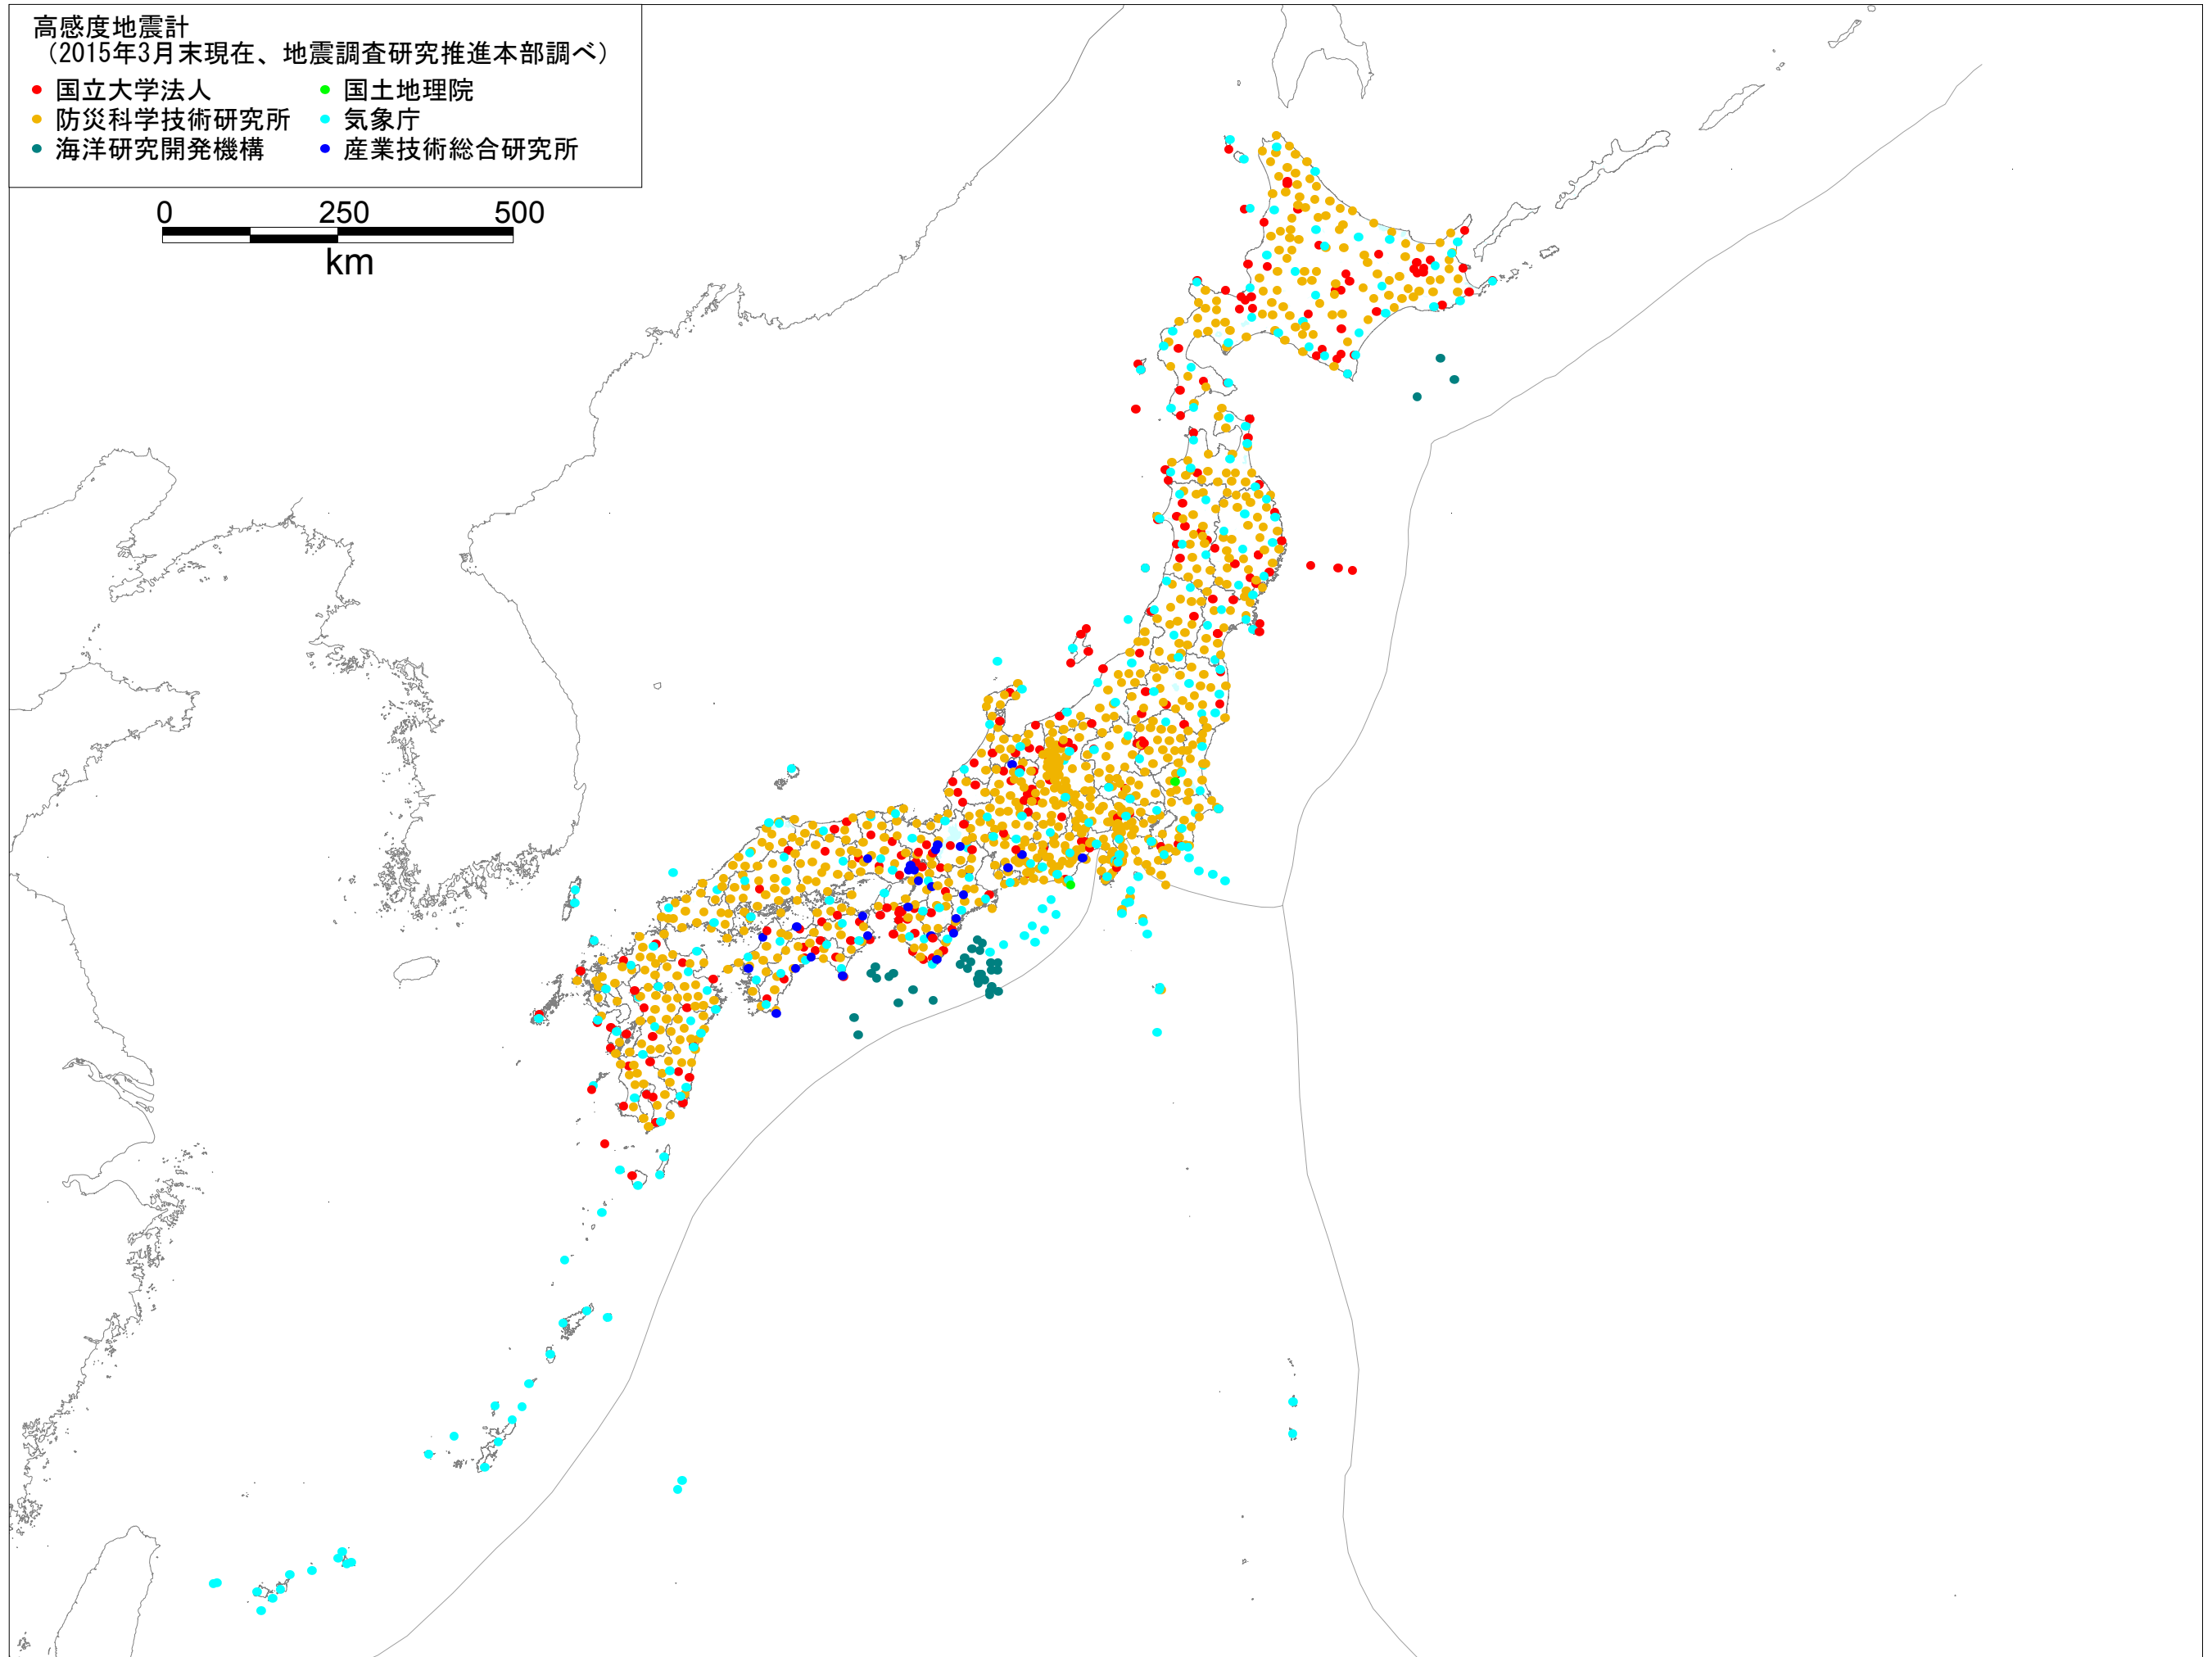 高感度地震計
（2015年3月末現在、地震調査研究推進本部調べ）
国立大学法人
国土地理院
防災科学技術研究所
気象庁
海洋研究開発機構
産業技術総合研究所
0 250 500
km